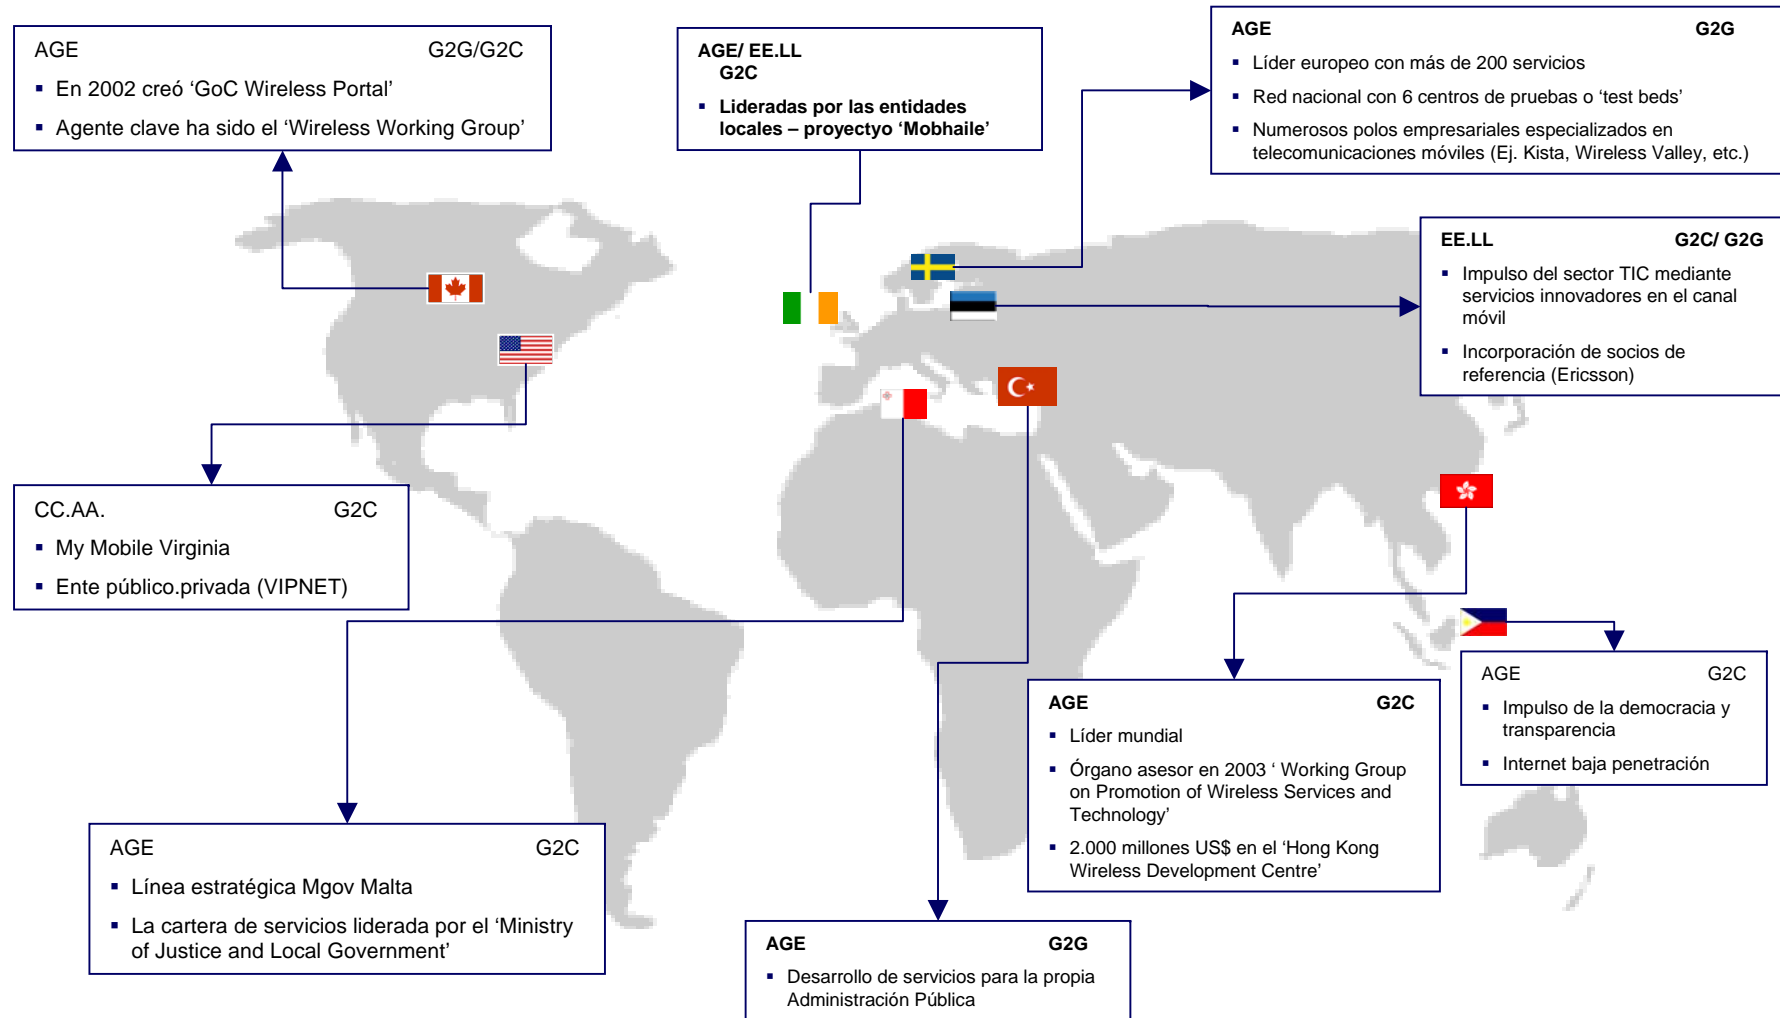 AGE G2G/G2C
▪ En 2002 creó ‘GoC Wireless Portal’
▪ Agente clave ha sido el ‘Wireless Working Group’
AGE/ EE.LL
G2C
▪ Lideradas por las entidades
locales – proyectyo ‘Mobhaile’
AGE G2G
▪ Líder europeo con más de 200 servicios
▪ Red nacional con 6 centros de pruebas o ‘test beds’
▪ Numerosos polos empresariales especializados en
telecomunicaciones móviles (Ej. Kista, Wireless Valley, etc.)
EE.LL G2C/ G2G
▪ Impulso del sector TIC mediante
servicios innovadores en el canal
móvil
▪ Incorporación de socios de
referencia (Ericsson)
CC.AA. G2C
▪ My Mobile Virginia
▪ Ente público.privada (VIPNET)
AGE G2C
▪ Impulso de la democracia y
transparencia
▪ Internet baja penetración
AGE G2C
▪ Líder mundial
▪ Órgano asesor en 2003 ‘ Working Group
on Promotion of Wireless Services and
Technology’
▪ 2.000 millones US$ en el ‘Hong Kong
Wireless Development Centre’
AGE G2C
▪ Línea estratégica Mgov Malta
▪ La cartera de servicios liderada por el ‘Ministry
of Justice and Local Government’
AGE G2G
▪ Desarrollo de servicios para la propia
Administración Pública